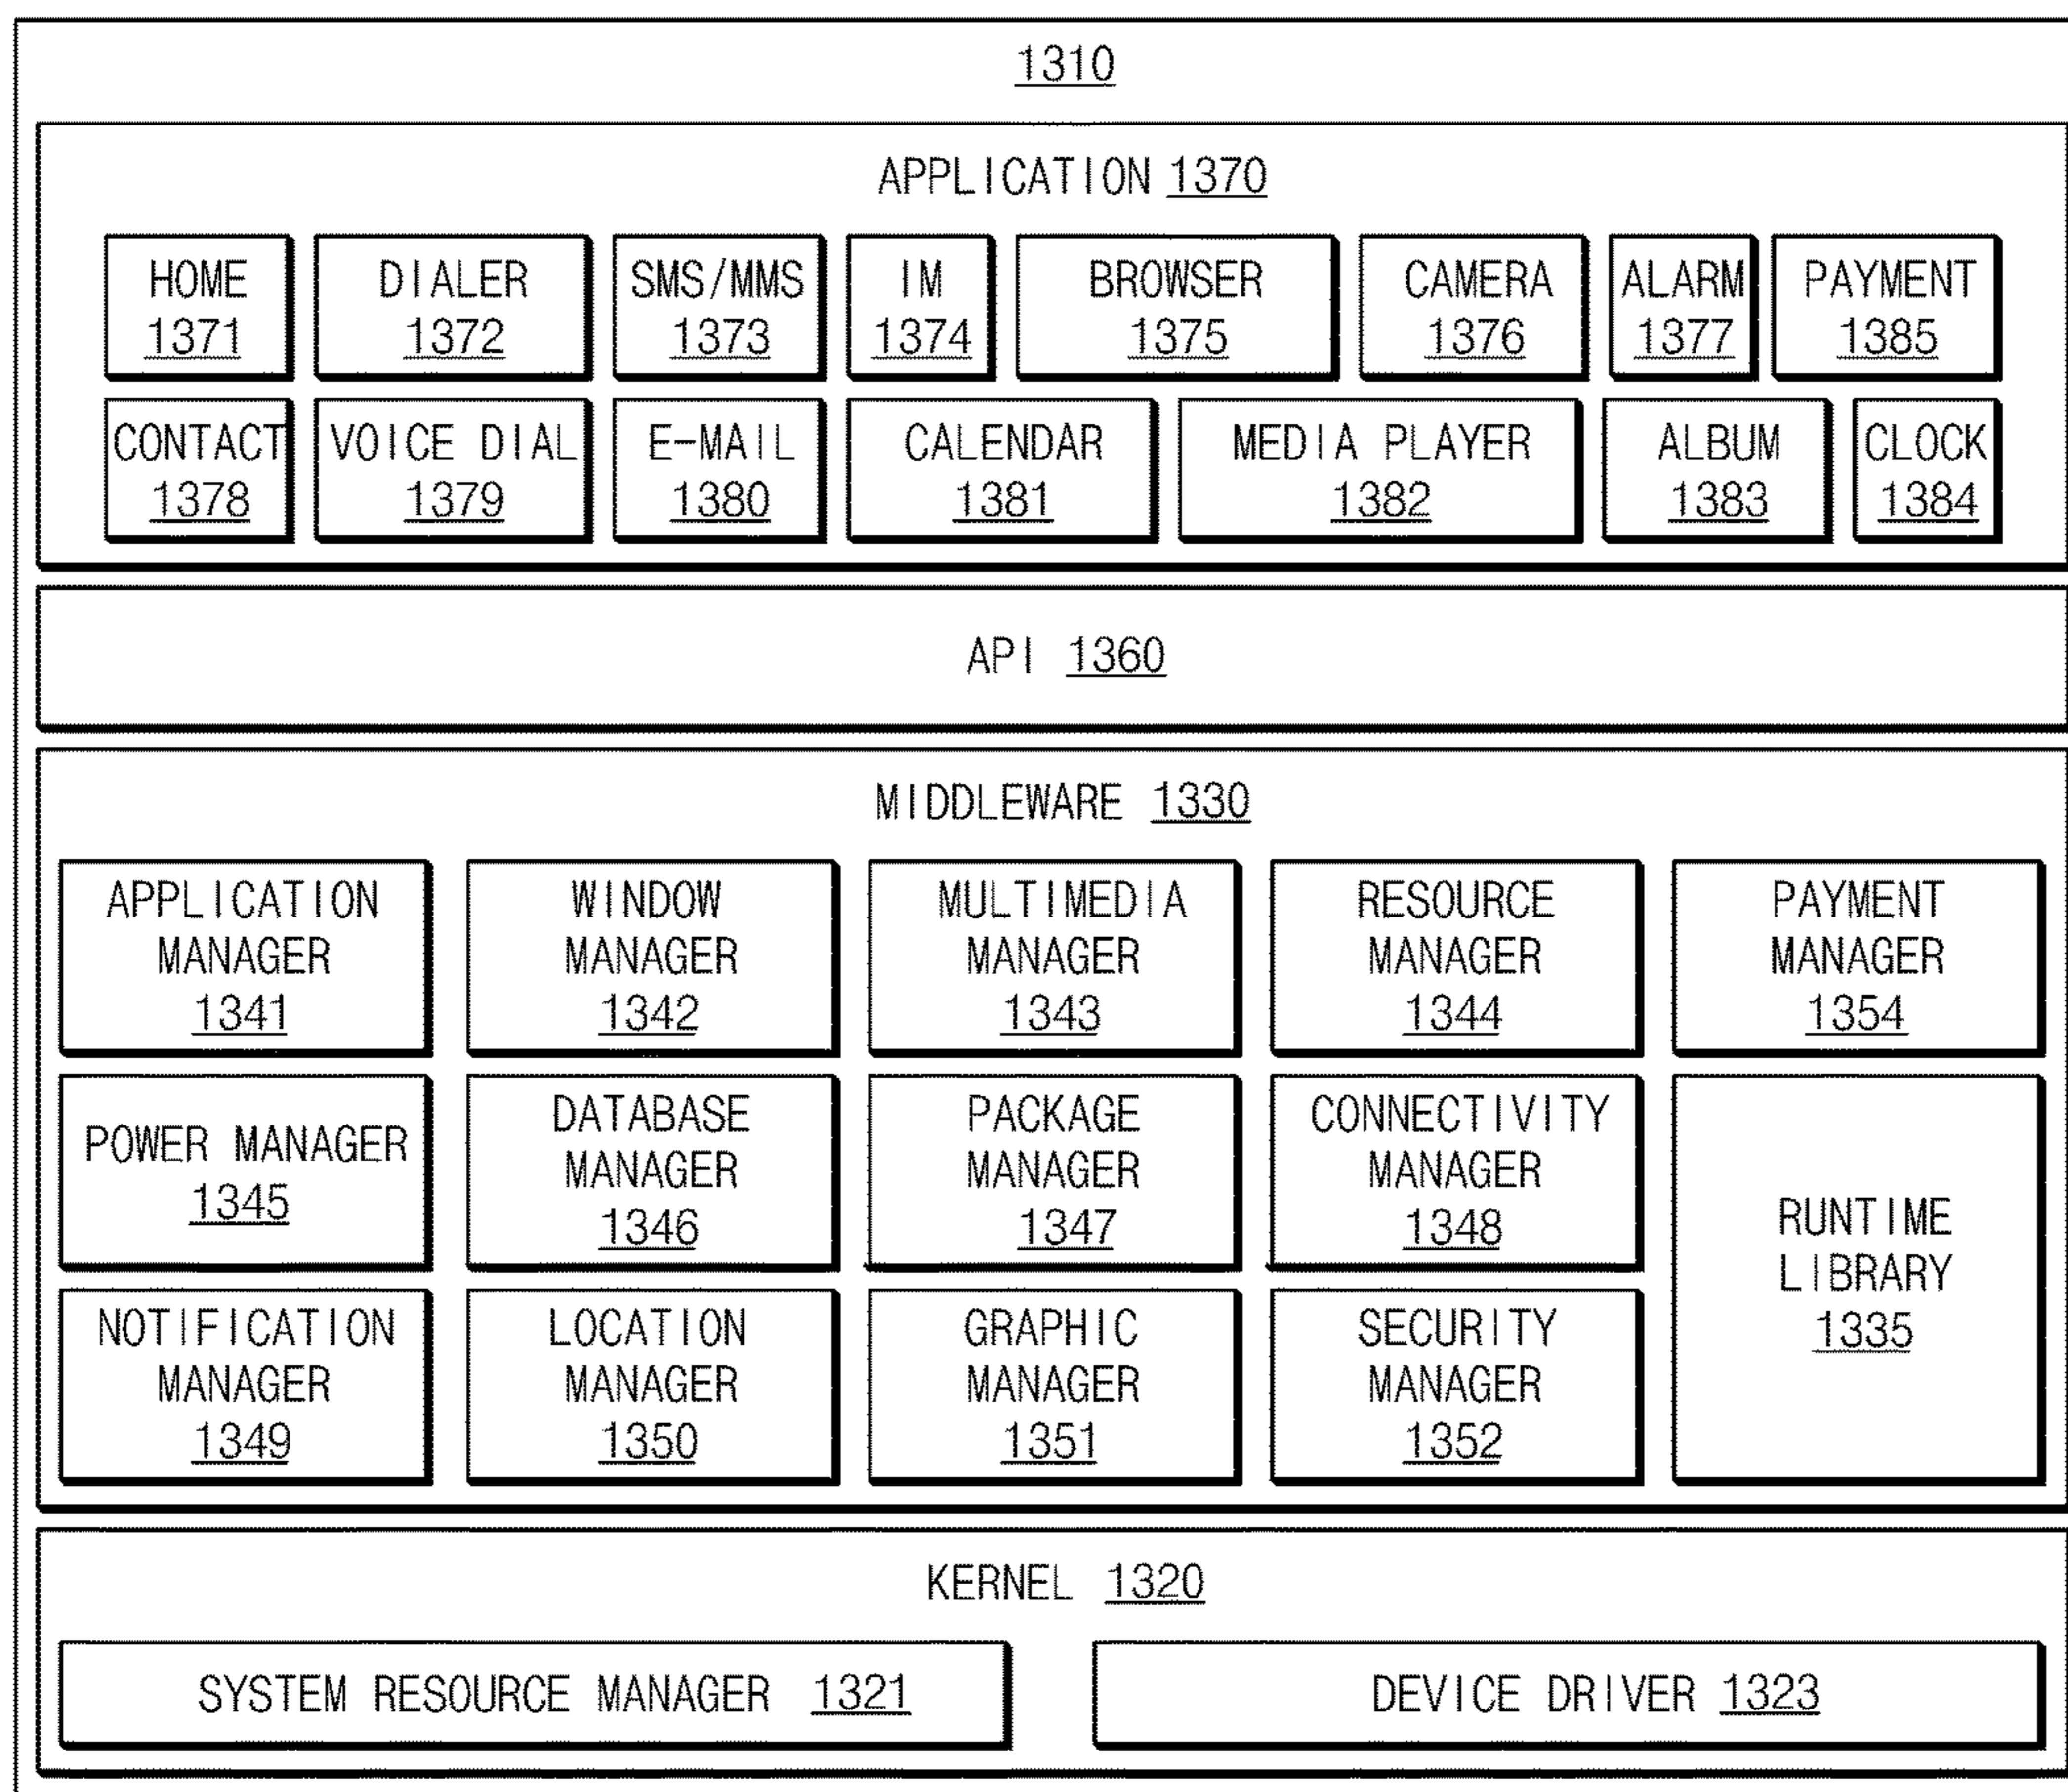 1310
APPLICATION 1370
HOME
1371
DIALER
1372
SMS/MMS
1373
IM
1374
BROWSER
1375
CAMERA
1376
ALARM
1377
PAYMENT
1385
CONTACT
1378
VOICE DIAL
1379
E-MAIL
1380
CALENDAR
1381
MEDIA PLAYER
1382
ALBUM
1383
CLOCK
1384
API 1360
MIDDLEWARE 1330
APPLICATION
MANAGER
1341
WINDOW
MANAGER
1342
MULTIMEDIA
MANAGER
1343
RESOURCE
MANAGER
1344
PAYMENT
MANAGER
1354
POWER MANAGER
1345
DATABASE
MANAGER
1346
PACKAGE
MANAGER
1347
CONNECTIVITY
MANAGER
1348
RUNTIME
LIBRARY
1335
NOTIFICATION
MANAGER
1349
LOCATION
MANAGER
1350
GRAPHIC
MANAGER
1351
SECURITY
MANAGER
1352
KERNEL 1320
SYSTEM RESOURCE MANAGER 1321
DEVICE DRIVER 1323